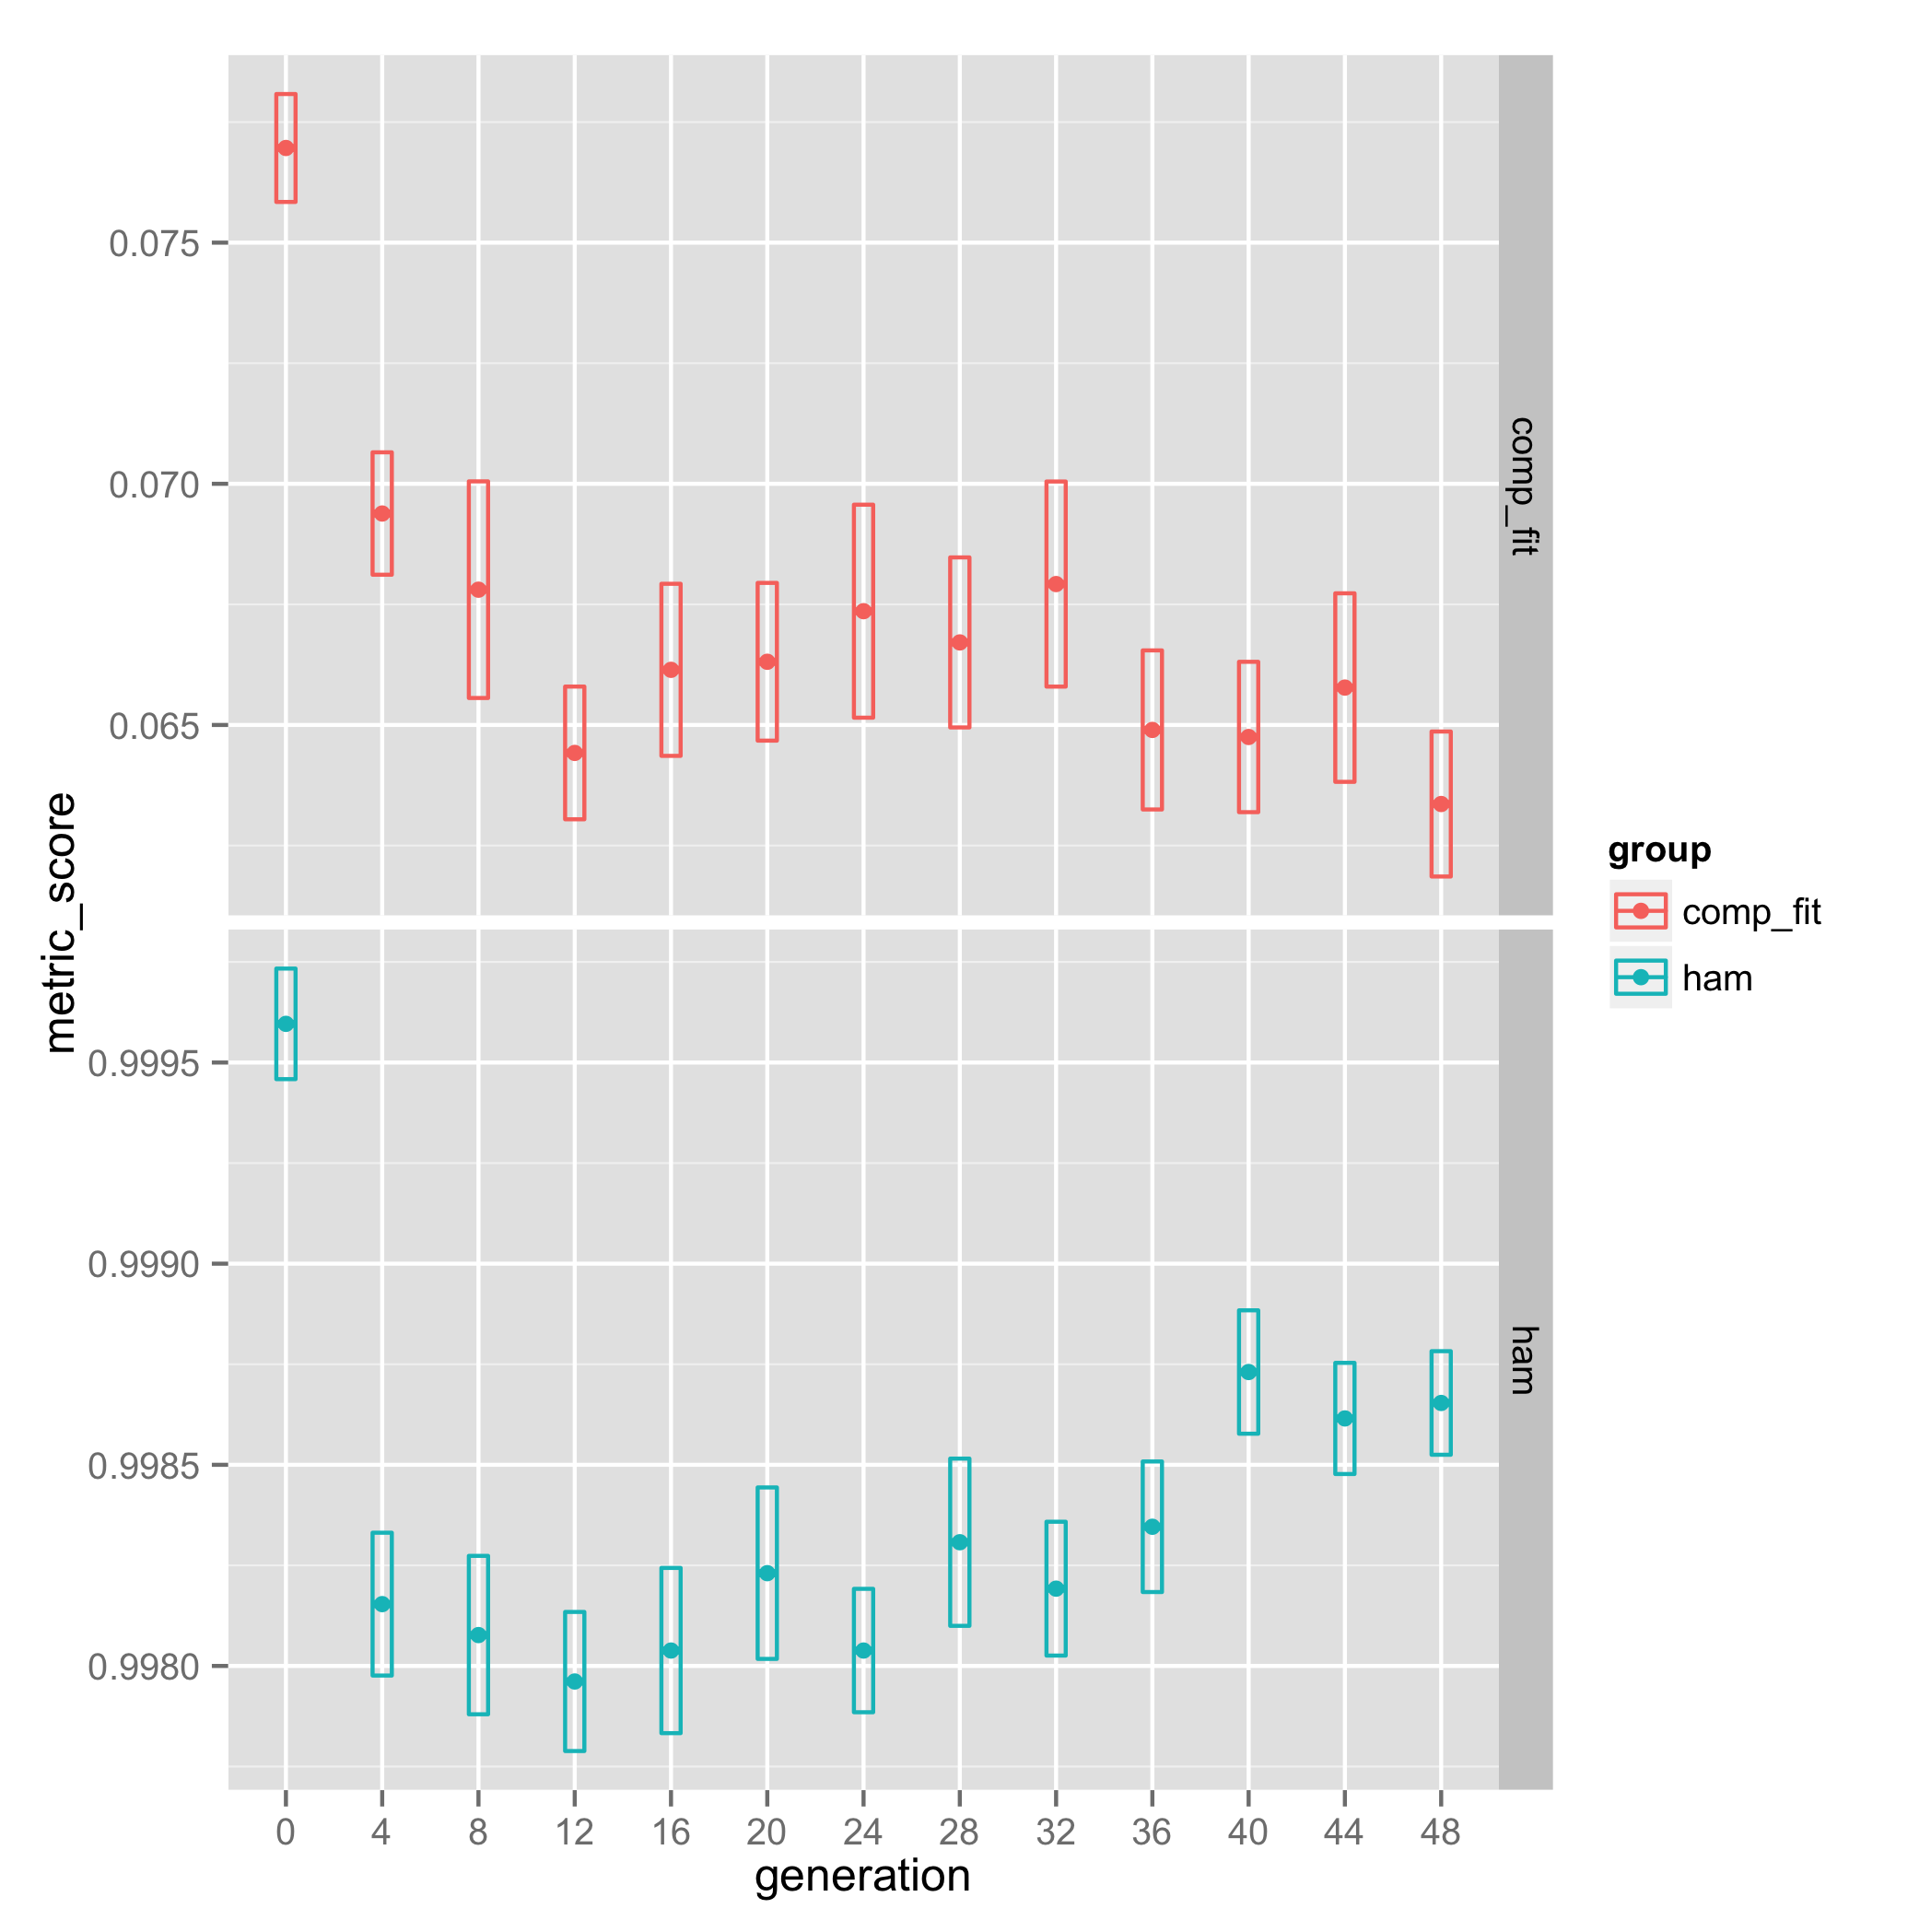 metric_score
0.075
0.070
0.065
comp_fit
0.9995
0.9990
0.9985
0.9980
ham
0 4 8 12 16 20 24 28 32 36 40 44 48
generation
group
comp_fit
ham